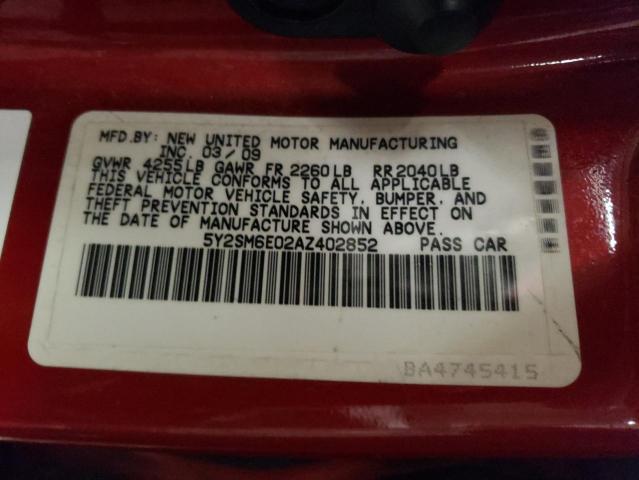 MFD.BY: NEW UNITED MOTOR MANUFACTURING
INC. 03/09
GVWR 4255LB GAWR FR 2260LB RR2040LB
THIS VEHICLE CONFORMS TO ALL APPLICABLE
FEDERAL MOTOR VEHICLE SAFETY, BUMPER, AND
THEFT PREVENTION STANDARDS IN EFFECT ON
THE DATE OF MANUFACTURE SHOWN ABOVE.
5Y2SM6E02AZ402852 PASS CAR
BA4745415